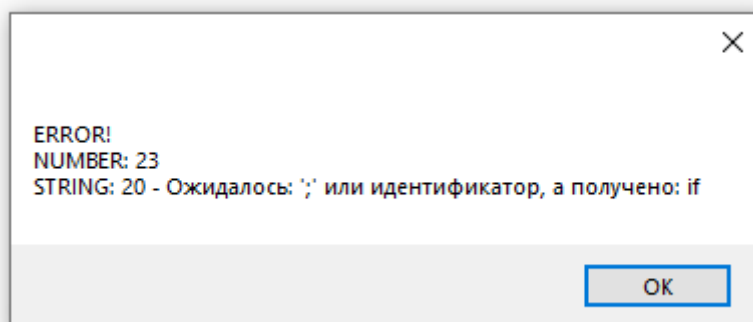 ERROR!
NUMBER: 23
STRING: 20 - Ожидалось: ';' или идентификатор, а получено: if
OK